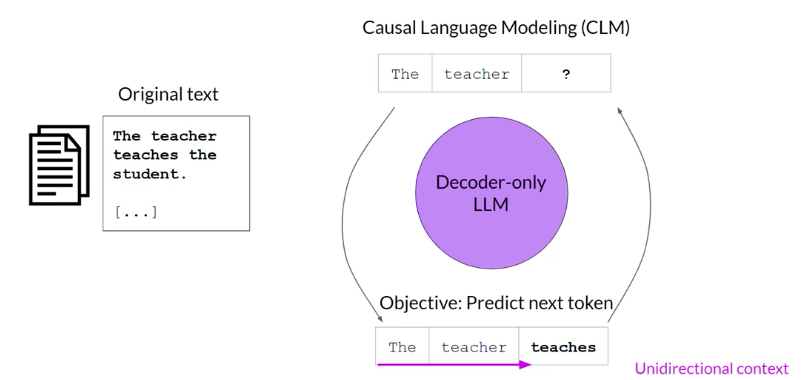 Causal Language Modeling (CLM)
The teacher ?
Original text
The teacher
teaches the
student.
[...]
Decoder-only
LLM
Objective: Predict next token
The teacher teaches
Unidirectional context